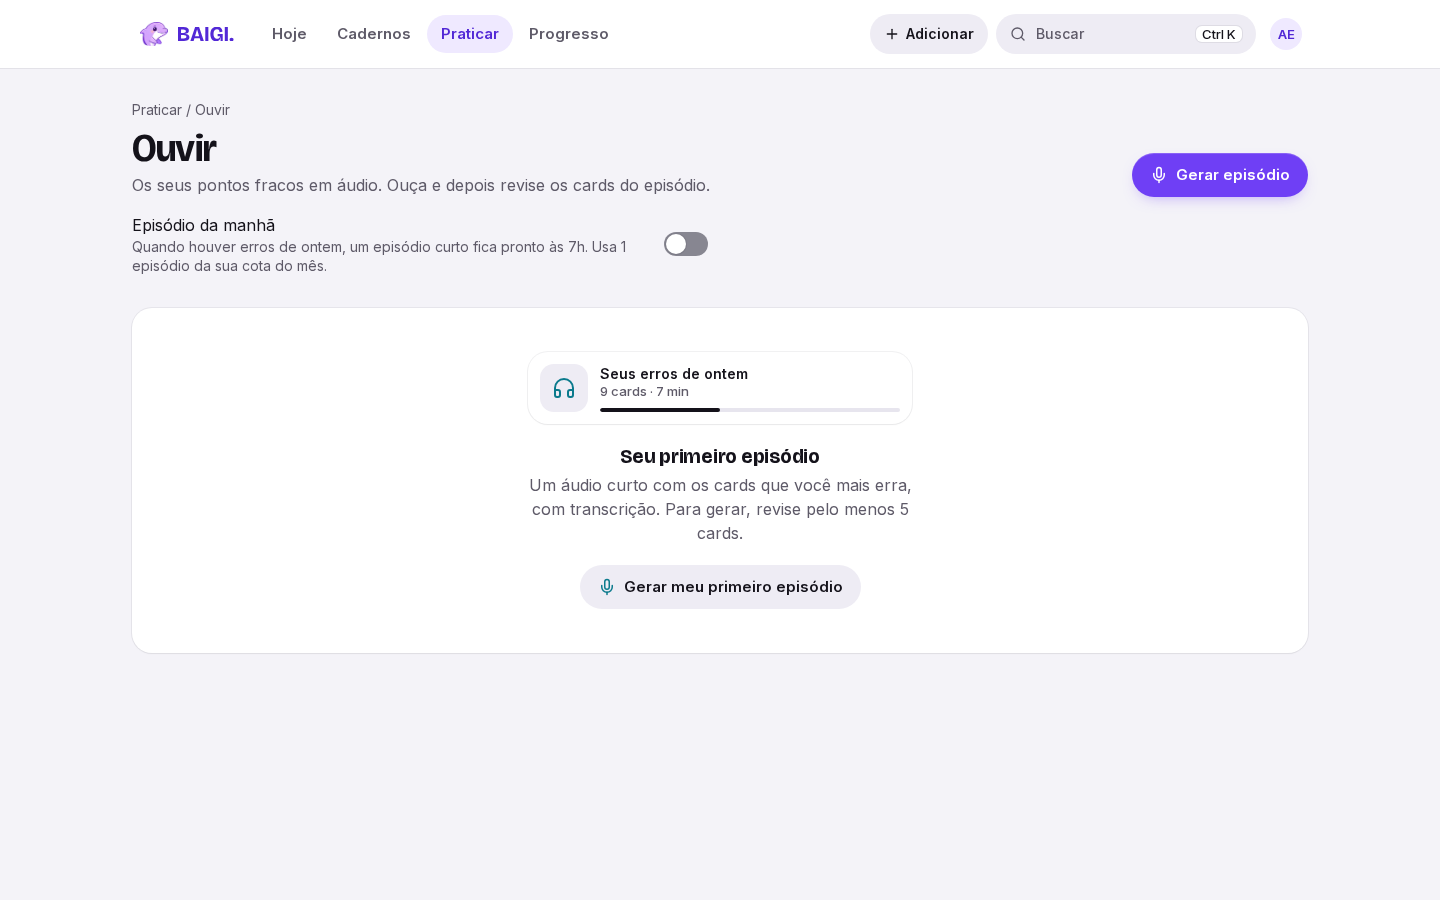 BAIGI.
Hoje
Cadernos
Praticar
Progresso
Adicionar
Buscar
Ctrl K
AE
Praticar / Ouvir
Ouvir
Os seus pontos fracos em áudio. Ouça e depois revise os cards do episódio.
Gerar episódio
Episódio da manhã
Quando houver erros de ontem, um episódio curto fica pronto às 7h. Usa 1
episódio da sua cota do mês.
Seus erros de ontem
9 cards · 7 min
Seu primeiro episódio
Um áudio curto com os cards que você mais erra,
com transcrição. Para gerar, revise pelo menos 5
cards.
Gerar meu primeiro episódio